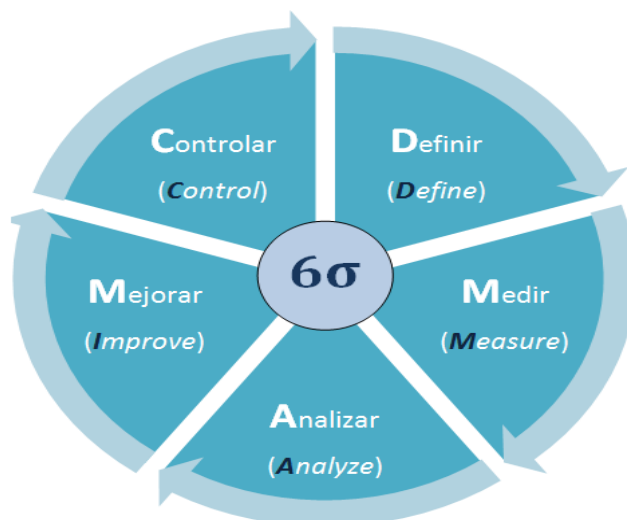 Controlar
(Control)
Definir
(Define)
6σ
Mejorar
(Improve)
Medir
(Measure)
Analizar
(Analyze)